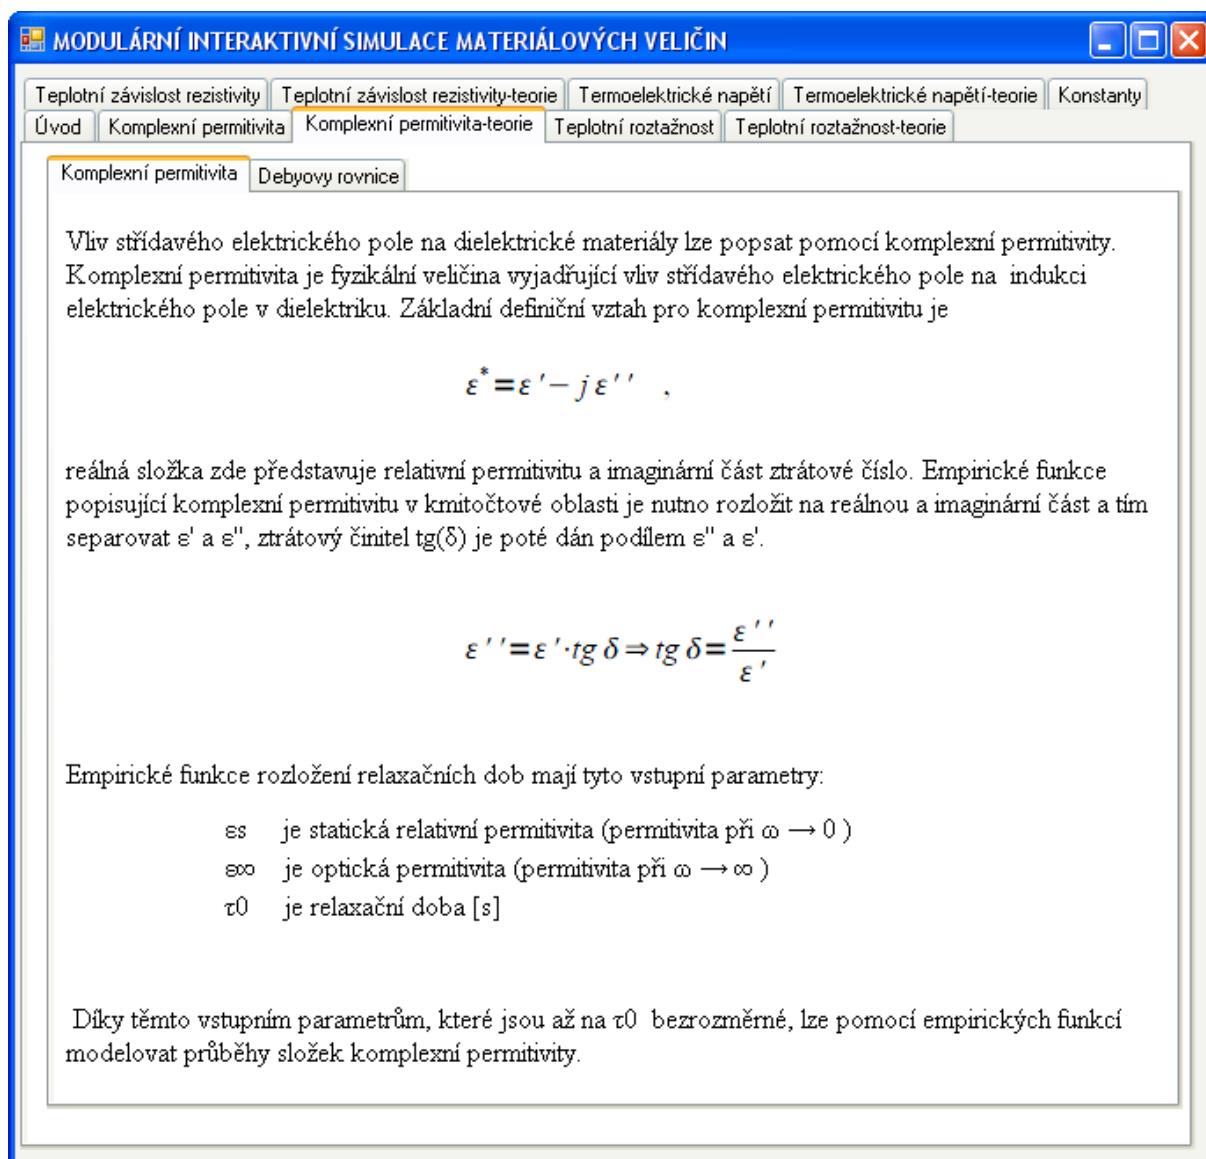 MODULÁRNÍ INTERAKTIVNÍ SIMULACE MATERIÁLOVÝCH VELIČIN
Teplotní závislost rezistivity Teplotní závislost rezistivity-teorie Termoelektrické napětí Termoelektrické napětí-teorie Konstanty
Úvod Komplexní permitivita Komplexní permitivita-teorie Teplotní roztažnost Teplotní roztažnost-teorie
Komplexní permitivita Debyovy rovnice
Vliv střídavého elektrického pole na dielektrické materiály lze popsat pomocí komplexní permitivity.
Komplexní permitivita je fyzikální veličina vyjadřující vliv střídavého elektrického pole na indukci
elektrického pole v dielektriku. Základní definiční vztah pro komplexní permitivitu je
ε* = ε′ − j ε′′ ,
reálná složka zde představuje relativní permitivitu a imaginární část ztrátové číslo. Empirické funkce
popisující komplexní permitivitu v kmitočtové oblasti je nutno rozložit na reálnou a imaginární část a tím
separovat ε' a ε", ztrátový činitel tg(δ) je poté dán podílem ε" a ε'.
ε′′ = ε′·tg δ ⇒ tg δ = ε′′/ε′
Empirické funkce rozložení relaxačních dob mají tyto vstupní parametry:
εs je statická relativní permitivita (permitivita při ω → 0 )
ε∞ je optická permitivita (permitivita při ω → ∞ )
τ0 je relaxační doba [s]
Díky těmto vstupním parametrům, které jsou až na τ0 bezrozměrné, lze pomocí empirických funkcí
modelovat průběhy složek komplexní permitivity.